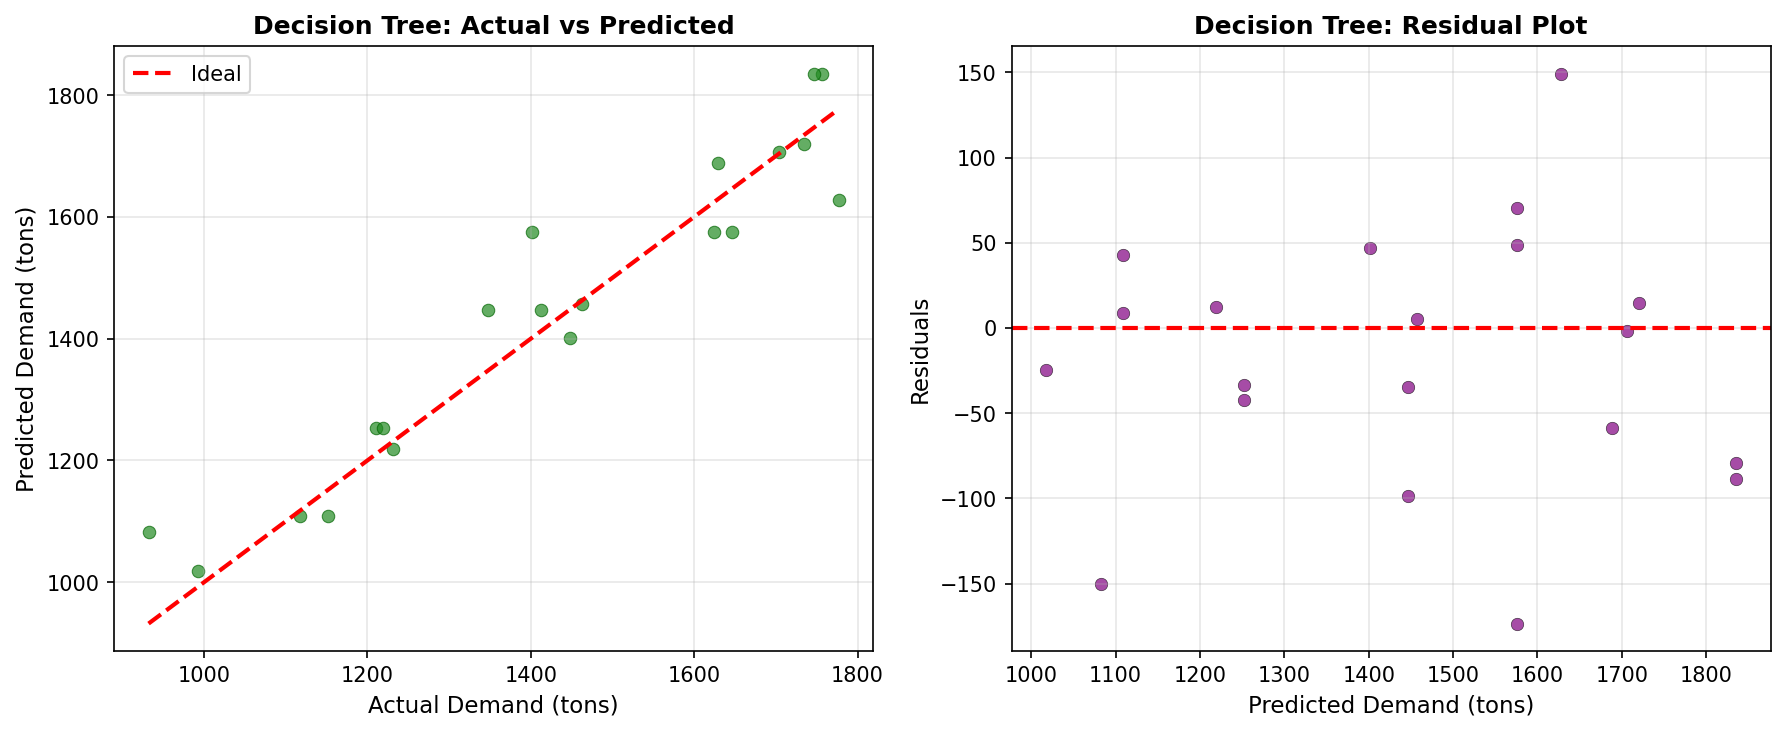 Decision Tree: Actual vs Predicted
Ideal
1800
1600
1400
1200
1000
Predicted Demand (tons)
1000 1200 1400 1600 1800
Actual Demand (tons)
Decision Tree: Residual Plot
150
100
50
0
−50
−100
−150
Residuals
1000 1100 1200 1300 1400 1500 1600 1700 1800
Predicted Demand (tons)